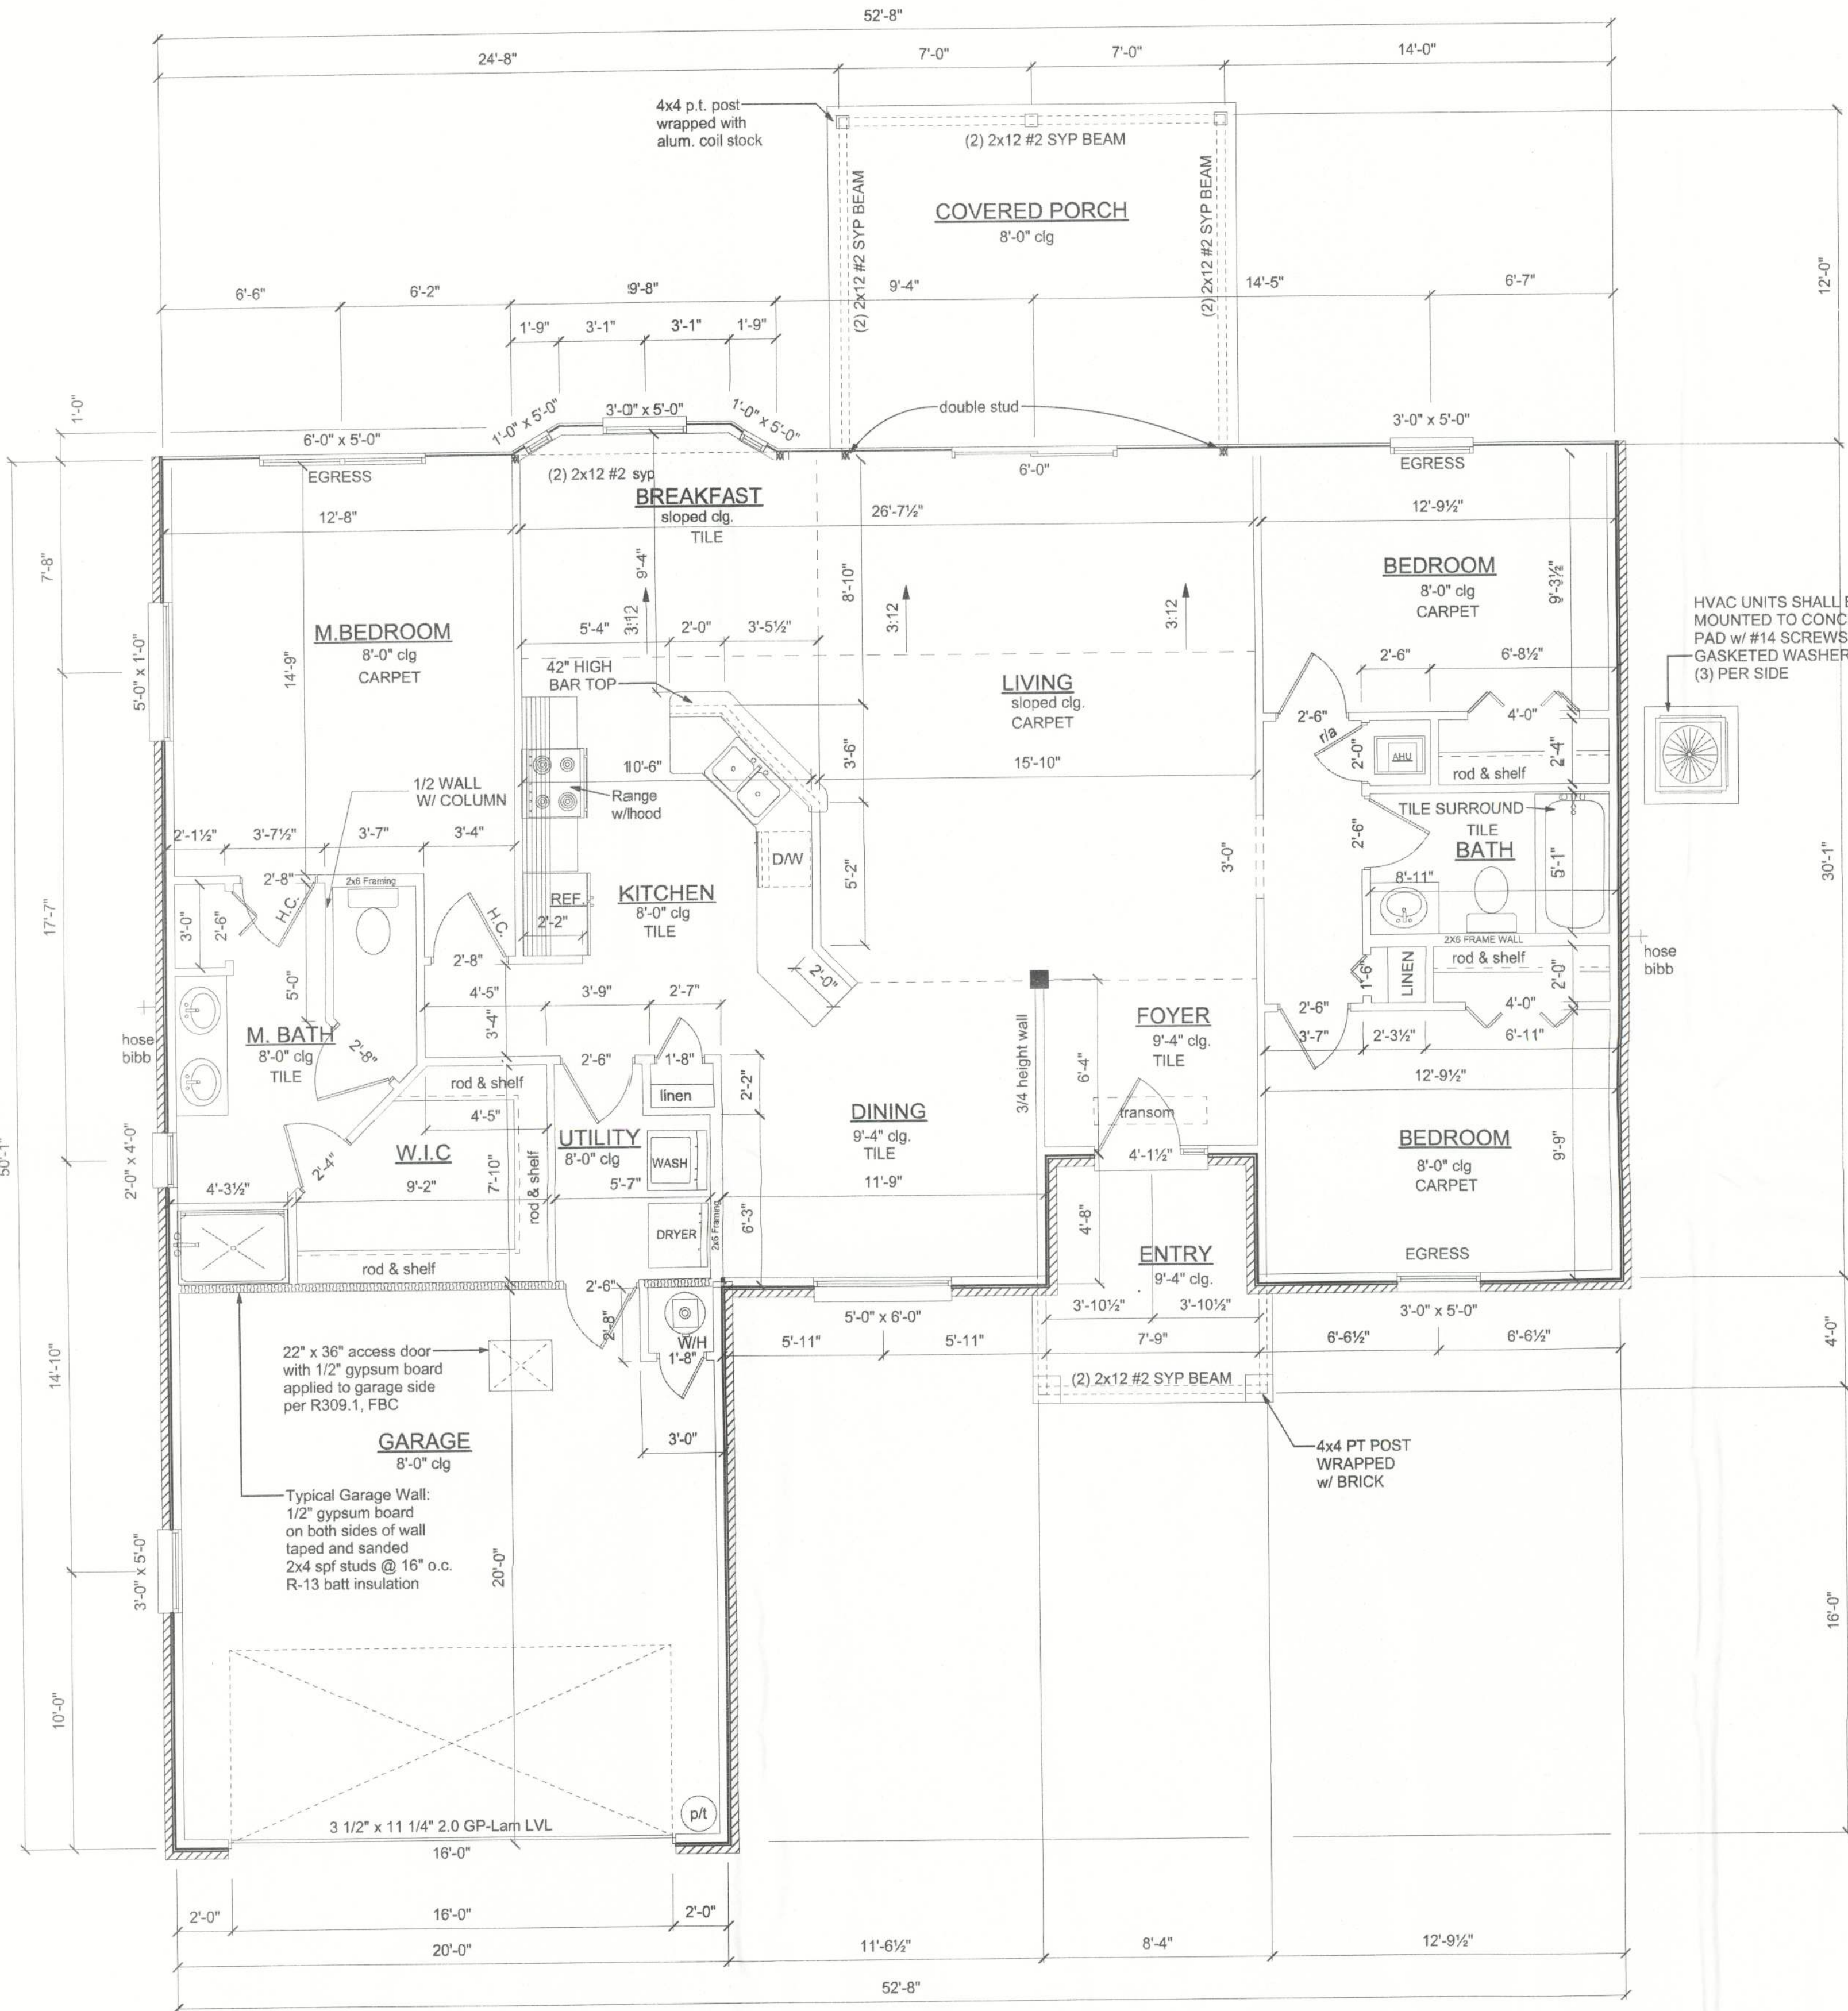 52'-8"
24'-8"
7'-0"
7'-0"
14'-0"
4x4 p.t. post
wrapped with
alum. coil stock
(2) 2x12 #2 SYP BEAM
(2) 2x12 #2 SYP BEAM
(2) 2x12 #2 SYP BEAM
COVERED PORCH
8'-0" clg
12'-0"
6'-6"
6'-2"
9'-8"
9'-4"
14'-5"
6'-7"
1'-9"
3'-1"
3'-1"
1'-9"
1'-0"
6'-0" x 5'-0"
1'-0" x 5'-0"
3'-0" x 5'-0"
1'-0" x 5'-0"
double stud
3'-0" x 5'-0"
EGRESS
(2) 2x12 #2 syp
6'-0"
EGRESS
BREAKFAST
sloped clg.
TILE
12'-8"
26'-7½"
12'-9½"
7'-8"
9'-4"
8'-10"
BEDROOM
8'-0" clg
CARPET
9'-3½"
3:12
3:12
3:12
HVAC UNITS SHALL
MOUNTED TO CONC
PAD w/ #14 SCREWS
GASKETED WASHER
(3) PER SIDE
M.BEDROOM
8'-0" clg
CARPET
14'-9"
5'-0" x 1'-0"
5'-4"
2'-0"
3'-5½"
42" HIGH
BAR TOP
LIVING
sloped clg.
CARPET
2'-6"
6'-8½"
2'-6"
4'-0"
r/a
2'-0"
AHU
2'-4"
rod & shelf
10'-6"
3'-6"
15'-10"
1/2 WALL
W/ COLUMN
Range
w/hood
TILE SURROUND
TILE
BATH
2'-1½"
3'-7½"
3'-7"
3'-4"
D/W
5'-2"
3'-0"
2'-6"
5'-1"
8'-11"
30'-1"
2'-8"
2x6 Framing
H.C.
H.C.
3'-0"
2'-6"
REF.
2'-2"
KITCHEN
8'-0" clg
TILE
17'-7"
2X6 FRAME WALL
rod & shelf
hose
bibb
2'-8"
5'-0"
4'-5"
3'-9"
2'-7"
2'-0"
1'-6"
LINEN
2'-0"
2'-6"
4'-0"
hose
bibb
M. BATH
8'-0" clg
TILE
2'-8"
3'-4"
FOYER
9'-4" clg.
TILE
3'-7"
2'-3½"
6'-11"
2'-6"
1'-8"
linen
2'-2"
3/4 height wall
6'-4"
12'-9½"
rod & shelf
4'-5"
transom
DINING
9'-4" clg.
TILE
BEDROOM
8'-0" clg
CARPET
9'-9"
50'-1"
2'-0" x 4'-0"
W.I.C
UTILITY
8'-0" clg
WASH
4'-1½"
2'-4"
4'-3½"
9'-2"
7'-10"
rod & shelf
5'-7"
11'-9"
2x6 Framing
6'-3"
4'-8"
DRYER
ENTRY
9'-4" clg.
EGRESS
rod & shelf
2'-6"
5'-0" x 6'-0"
3'-10½"
3'-10½"
3'-0" x 5'-0"
2'-8"
W/H
1'-8"
5'-11"
5'-11"
7'-9"
6'-6½"
6'-6½"
4'-0"
22" x 36" access door
with 1/2" gypsum board
applied to garage side
per R309.1, FBC
(2) 2x12 #2 SYP BEAM
14'-10"
GARAGE
8'-0" clg
3'-0"
4x4 PT POST
WRAPPED
w/ BRICK
Typical Garage Wall:
1/2" gypsum board
on both sides of wall
taped and sanded
2x4 spf studs @ 16" o.c.
R-13 batt insulation
3'-0" x 5'-0"
20'-0"
16'-0"
10'-0"
p/t
3 1/2" x 11 1/4" 2.0 GP-Lam LVL
16'-0"
2'-0"
16'-0"
2'-0"
20'-0"
11'-6½"
8'-4"
12'-9½"
52'-8"